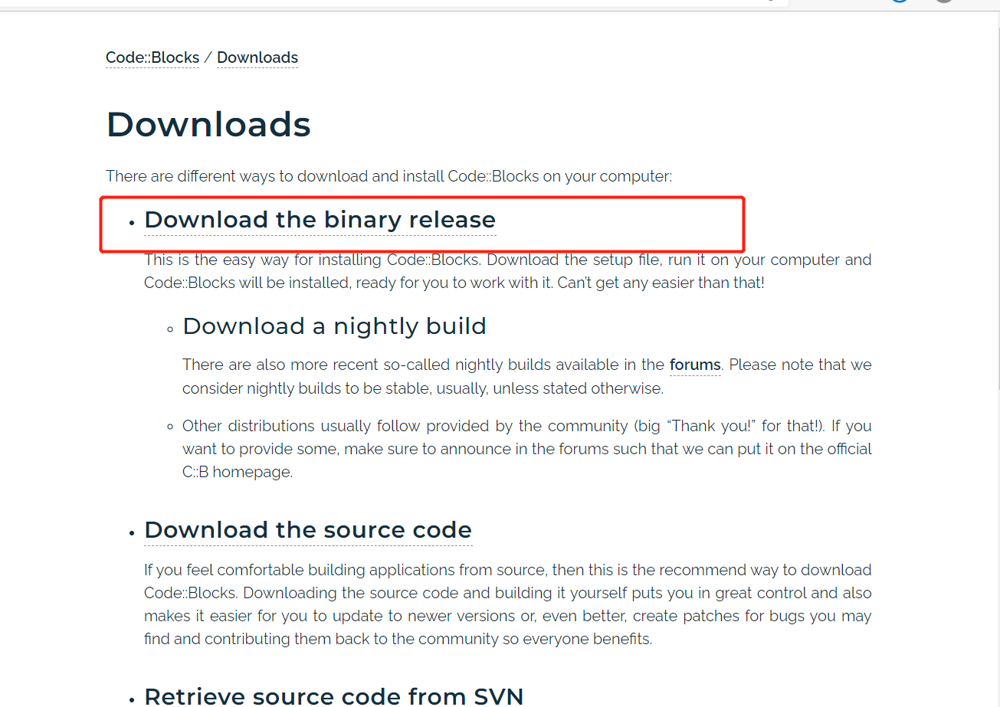 Code::Blocks / Downloads
Downloads
There are different ways to download and install Code::Blocks on your computer:
• Download the binary release
This is the easy way for installing Code::Blocks. Download the setup file, run it on your computer and
Code::Blocks will be installed, ready for you to work with it. Can’t get any easier than that!
◦ Download a nightly build
There are also more recent so-called nightly builds available in the forums. Please note that we
consider nightly builds to be stable, usually, unless stated otherwise.
◦ Other distributions usually follow provided by the community (big “Thank you!” for that!). If you
want to provide some, make sure to announce in the forums such that we can put it on the official
C::B homepage.
• Download the source code
If you feel comfortable building applications from source, then this is the recommend way to download
Code::Blocks. Downloading the source code and building it yourself puts you in great control and also
makes it easier for you to update to newer versions or, even better, create patches for bugs you may
find and contributing them back to the community so everyone benefits.
• Retrieve source code from SVN